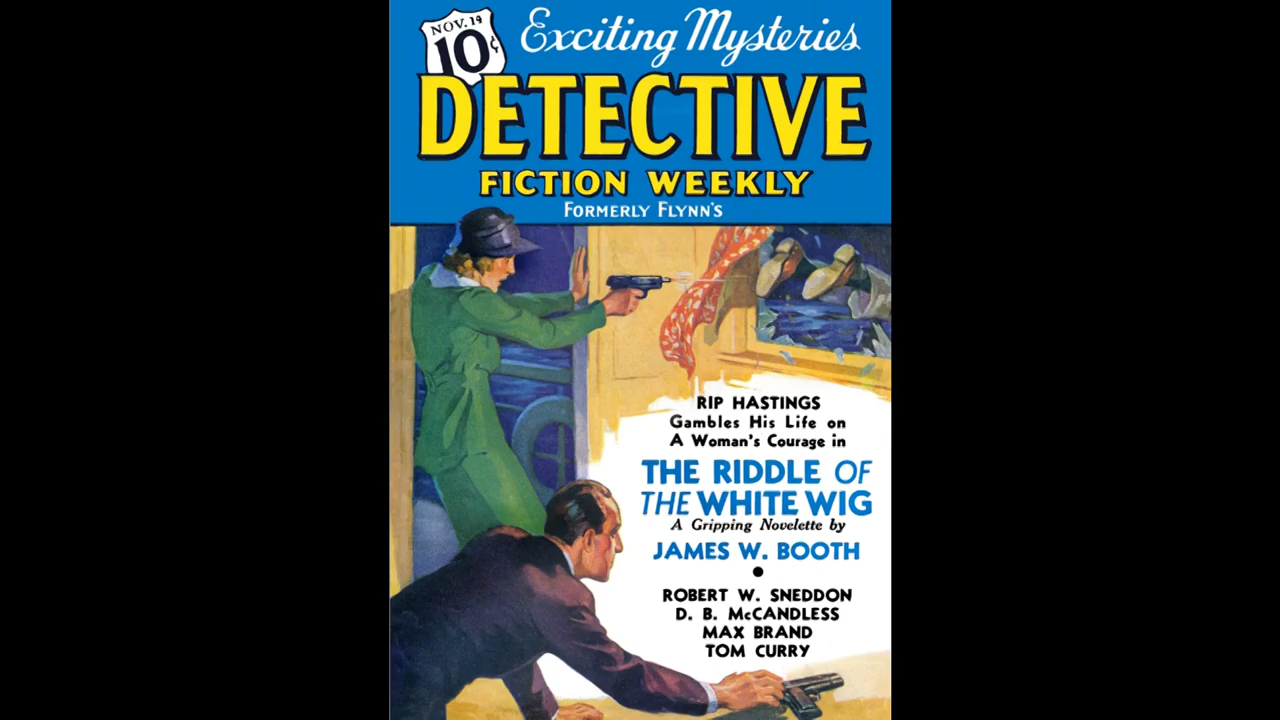 NOV. 19
10¢
Exciting Mysteries
DETECTIVE
FICTION WEEKLY
FORMERLY FLYNN'S
RIP HASTINGS
Gambles His Life on
A Woman's Courage in
THE RIDDLE OF
THE WHITE WIG
A Gripping Novelette by
JAMES W. BOOTH
ROBERT W. SNEDDON
D. B. McCANDLESS
MAX BRAND
TOM CURRY